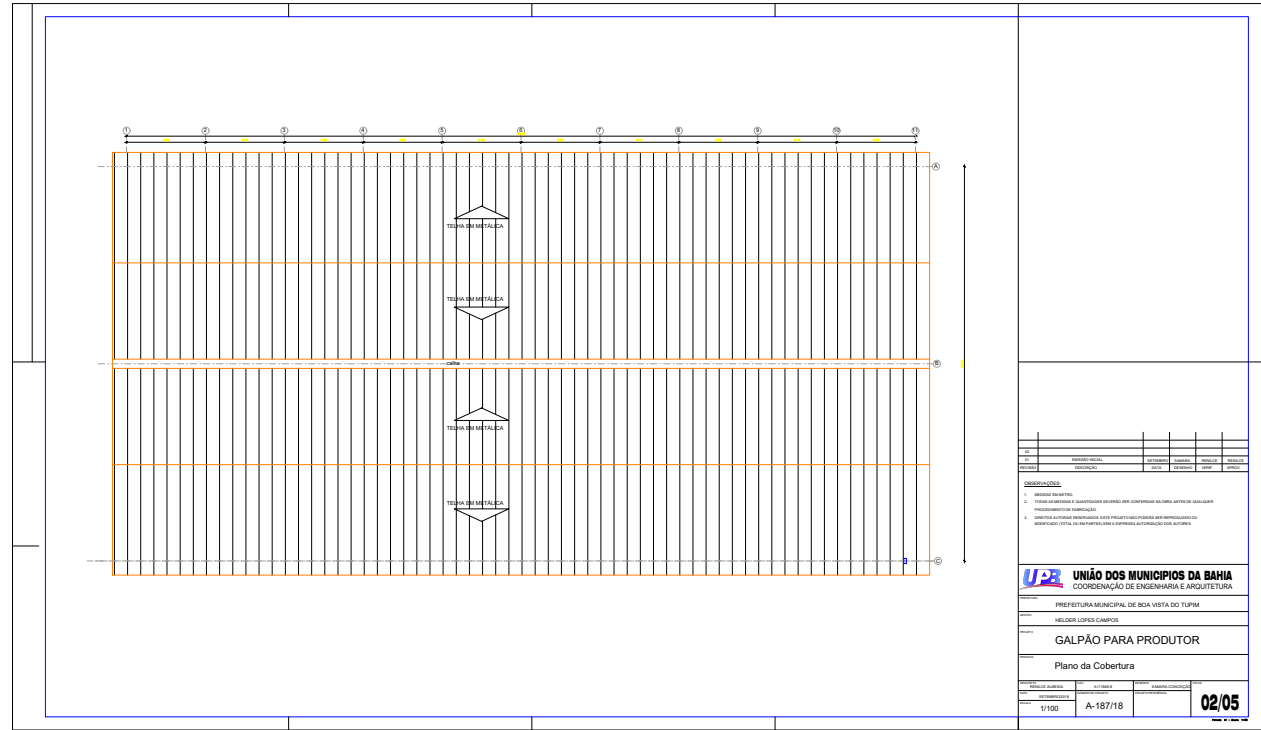 1 2 3 4 5 6 7 8 9 10 11
A
TELHA EM METÁLICA
TELHA EM METÁLICA
calha
B
TELHA EM METÁLICA
TELHA EM METÁLICA
C
02
01 EMISSÃO INICIAL SETEMBRO SAMARA RENILCE RENILCE
REVISÃO DESCRIÇÃO DATA DESENHO VERIF. APROV.
OBSERVAÇÕES:
1. MEDIDAS EM METRO.
2. TODAS AS MEDIDAS E QUANTIDADES DEVERÃO SER CONFERIDAS NA OBRA ANTES DE QUALQUER
PROCEDIMENTO DE FABRICAÇÃO.
3. DIREITOS AUTORAIS RESERVADOS: ESTE PROJETO NÃO PODERÁ SER REPRODUZIDO OU
MODIFICADO (TOTAL OU EM PARTES) SEM A EXPRESSA AUTORIZAÇÃO DOS AUTORES.
UPB UNIÃO DOS MUNICIPIOS DA BAHIA
COORDENAÇÃO DE ENGENHARIA E ARQUITETURA
PREFEITURA MUNICIPAL DE BOA VISTA DO TUPIM
HELDER LOPES CAMPOS
GALPÃO PARA PRODUTOR
Plano da Cobertura
RENILCE ALMEIDA SAMARA CONCEIÇÃO
SETEMBRO/2018
1/100 A-187/18 02/05